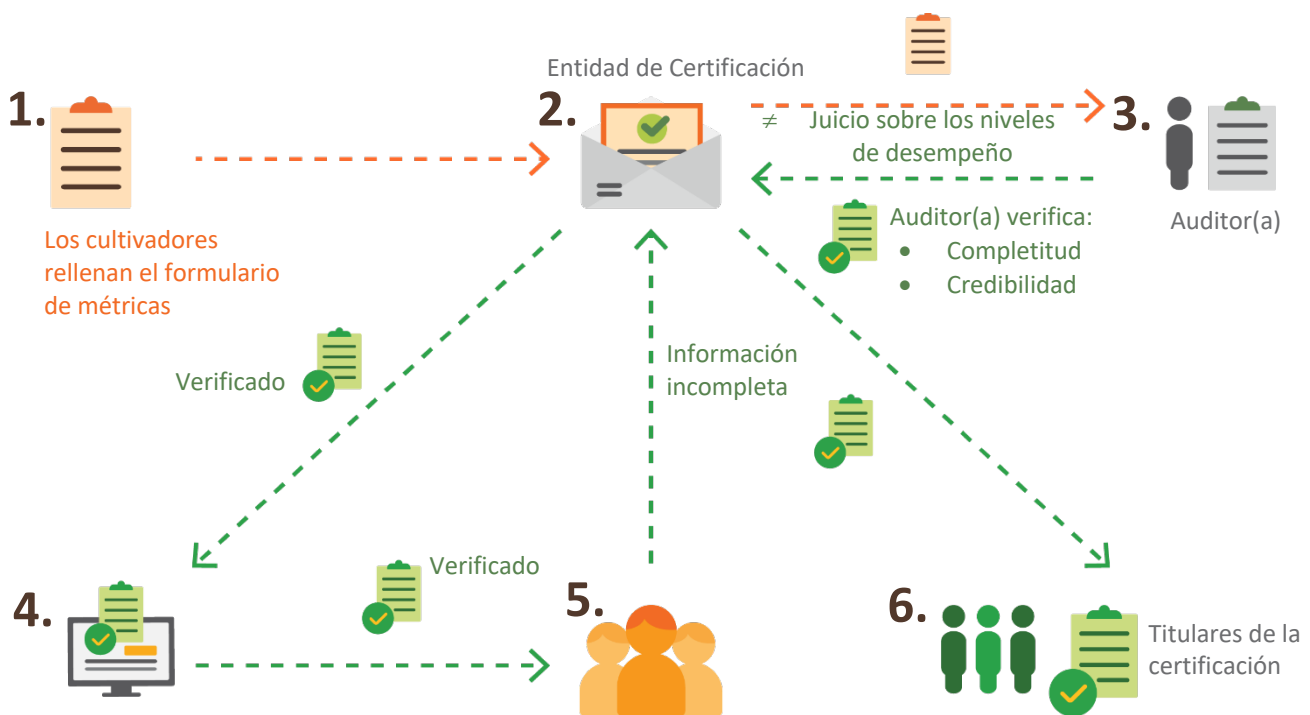 1.
Los cultivadores
rellenan el formulario
de métricas
Entidad de Certificación
2.
≠ Juicio sobre los niveles
de desempeño
3.
Auditor(a) verifica:
• Completitud
• Credibilidad
Auditor(a)
Verificado
Información
incompleta
4.
Verificado
5.
6.
Titulares de la
certificación